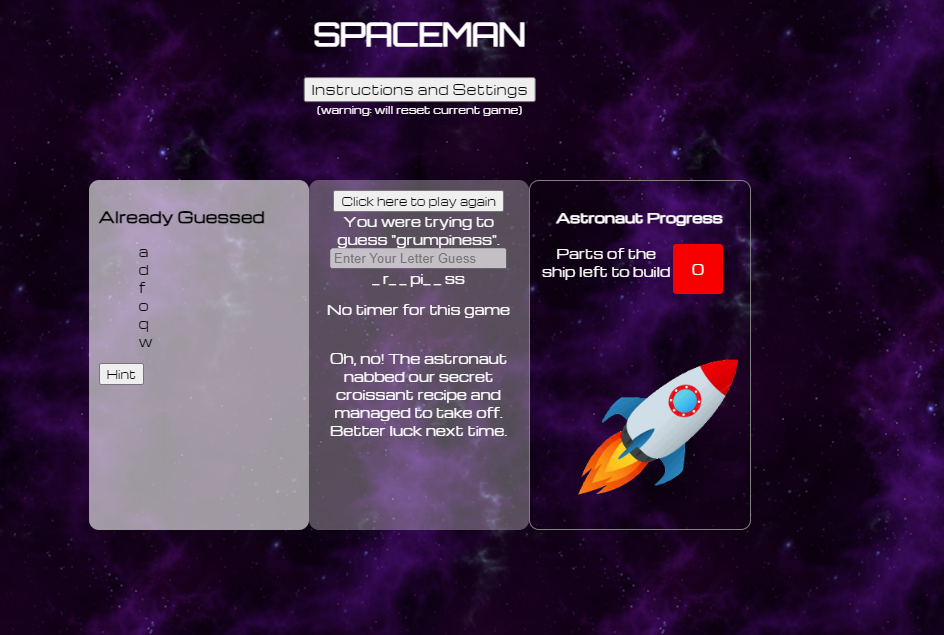 SPACEMAN
Instructions and Settings
(warning: will reset current game)
Already Guessed
a
d
f
o
q
w
Hint
Click here to play again
You were trying to
guess "grumpiness".
Enter Your Letter Guess
_ r_ _ pi_ _ ss
No timer for this game
Oh, no! The astronaut
nabbed our secret
croissant recipe and
managed to take off.
Better luck next time.
Astronaut Progress
Parts of the
ship left to build
0